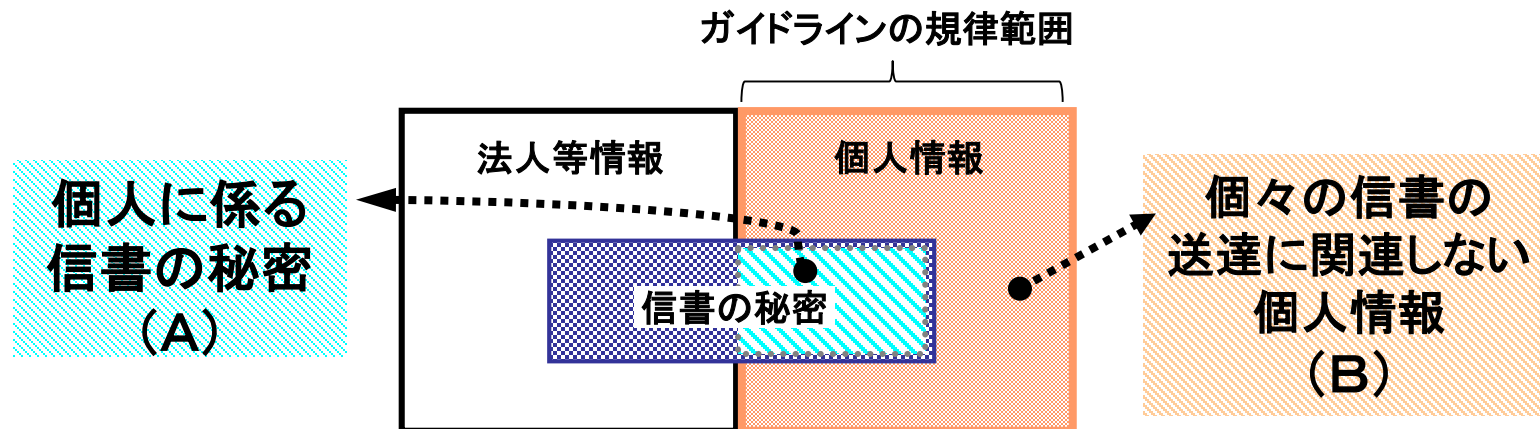 ガイドラインの規律範囲
法人等情報
個人情報
個人に係る
信書の秘密
(A)
信書の秘密
個々の信書の
送達に関連しない
個人情報
(B)